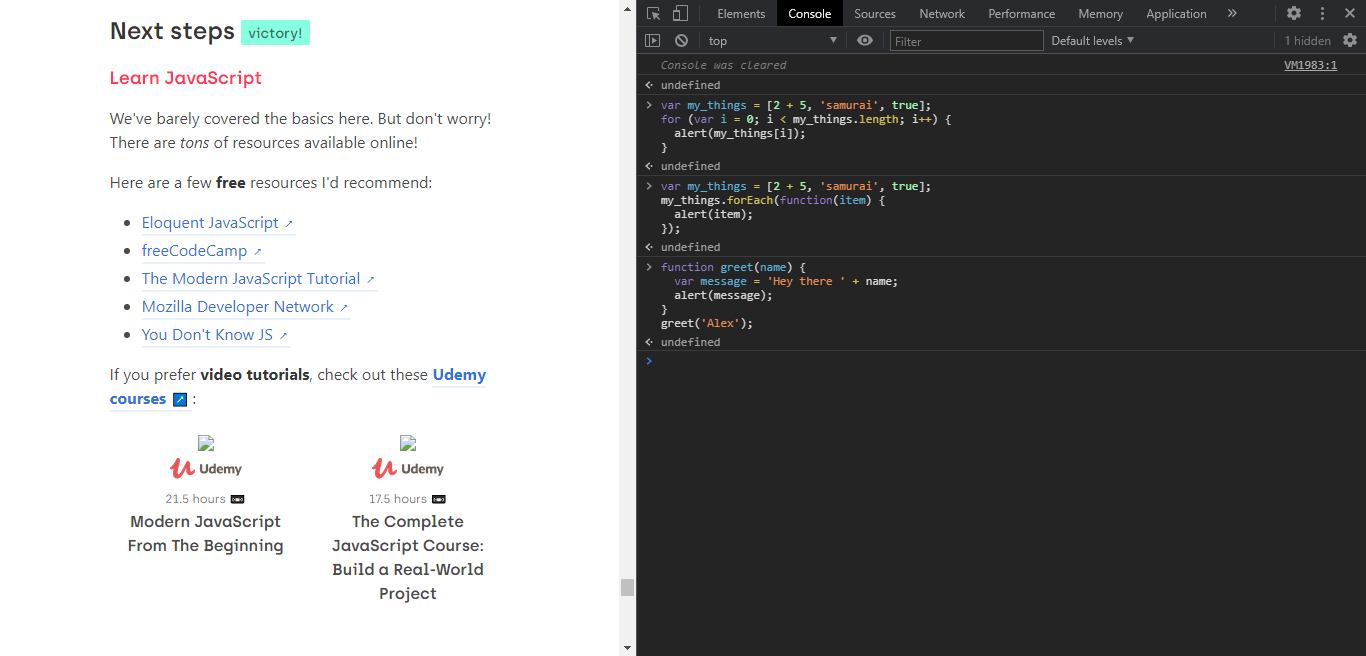 Next steps victory!
Learn JavaScript
We've barely covered the basics here. But don't worry!
There are tons of resources available online!
Here are a few free resources I'd recommend:
Eloquent JavaScript ↗
freeCodeCamp ↗
The Modern JavaScript Tutorial ↗
Mozilla Developer Network ↗
You Don't Know JS ↗
If you prefer video tutorials, check out these Udemy
courses ↗ :
Udemy
21.5 hours
Modern JavaScript
From The Beginning
Udemy
17.5 hours
The Complete
JavaScript Course:
Build a Real-World
Project
Elements Console Sources Network Performance Memory Application »
top Filter Default levels 1 hidden
Console was cleared VM1983:1
undefined
var my_things = [2 + 5, 'samurai', true];
for (var i = 0; i < my_things.length; i++) {
  alert(my_things[i]);
}
undefined
var my_things = [2 + 5, 'samurai', true];
my_things.forEach(function(item) {
  alert(item);
});
undefined
function greet(name) {
  var message = 'Hey there ' + name;
  alert(message);
}
greet('Alex');
undefined